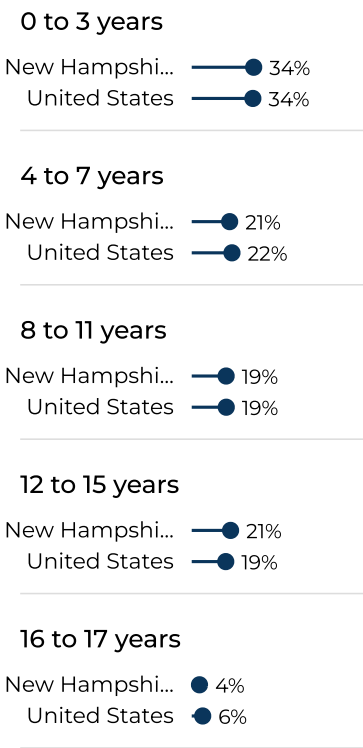 0 to 3 years
New Hampshi... 34%
United States 34%
4 to 7 years
New Hampshi... 21%
United States 22%
8 to 11 years
New Hampshi... 19%
United States 19%
12 to 15 years
New Hampshi... 21%
United States 19%
16 to 17 years
New Hampshi... 4%
United States 6%